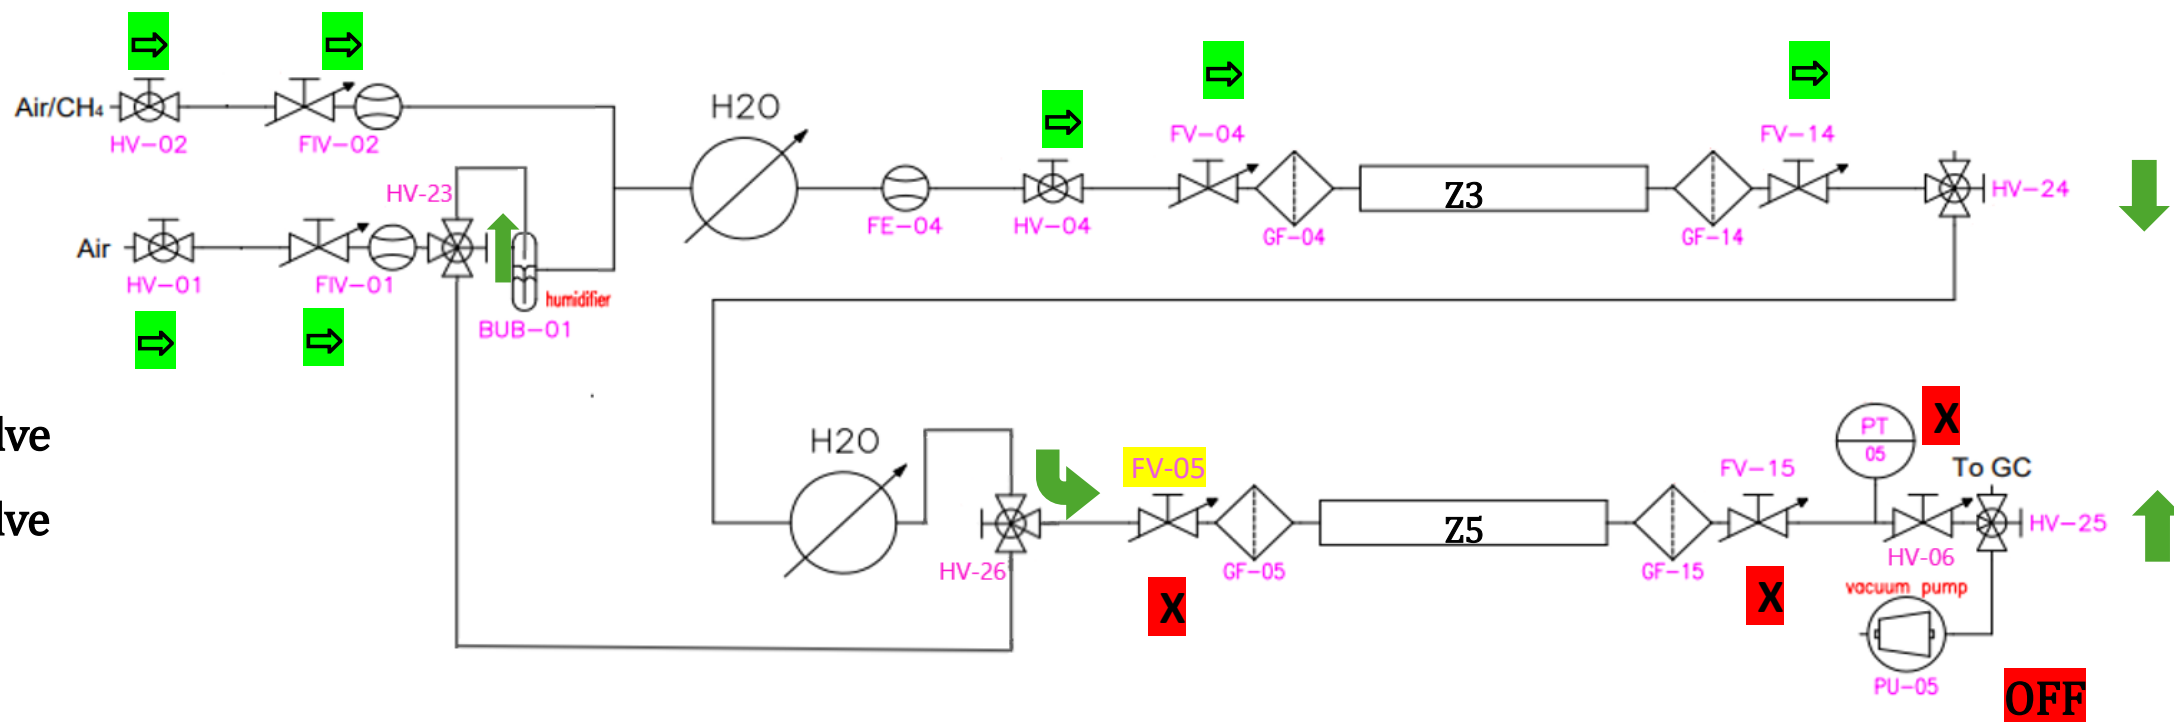 Air/CH4
HV-02
FIV-02
H2O
FE-04
HV-04
FV-04
GF-04
Z3
GF-14
FV-14
HV-24
HV-23
Air
HV-01
FIV-01
humidifier
BUB-01
lve
lve
H2O
HV-26
FV-05
X
GF-05
Z5
GF-15
FV-15
X
PT
05
X
To GC
HV-06
HV-25
vacuum pump
PU-05
OFF